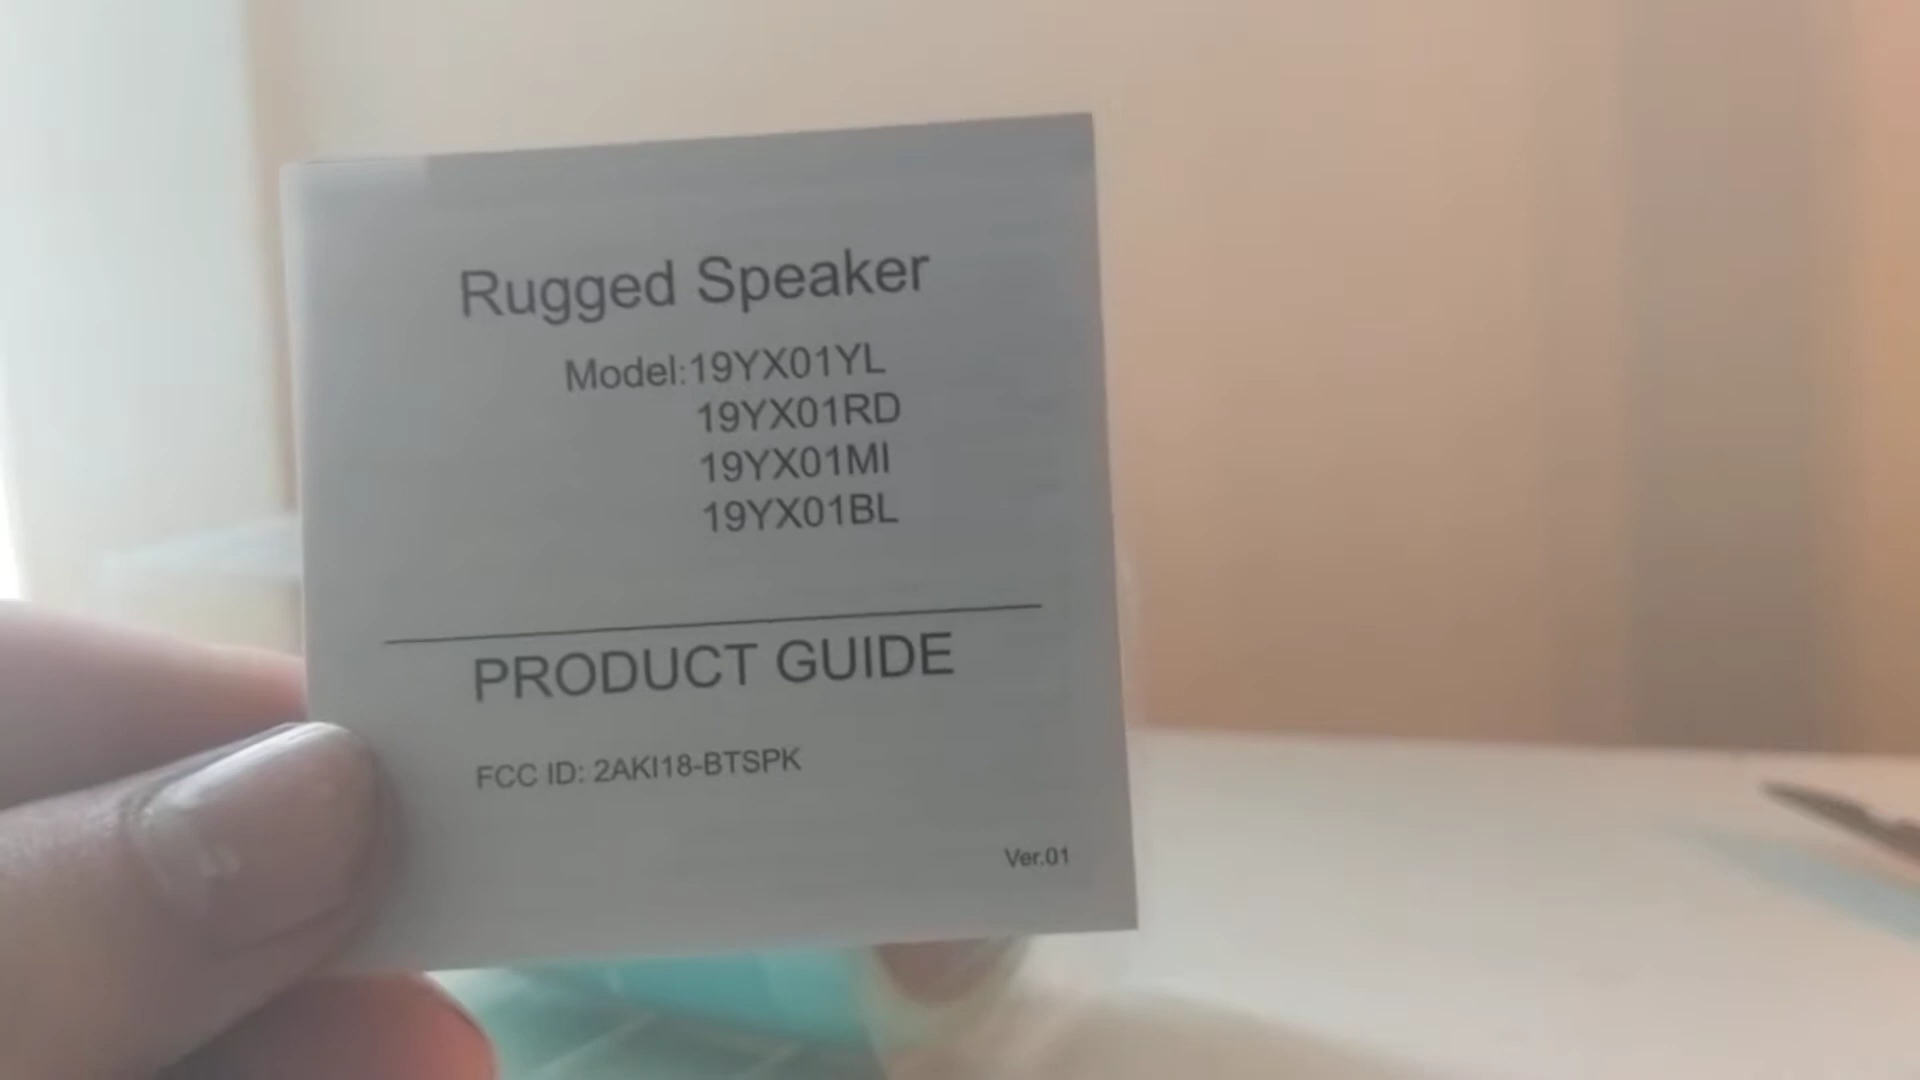 Rugged Speaker
Model:19YX01YL
19YX01RD
19YX01MI
19YX01BL
PRODUCT GUIDE
FCC ID: 2AKI18-BTSPK
Ver.01